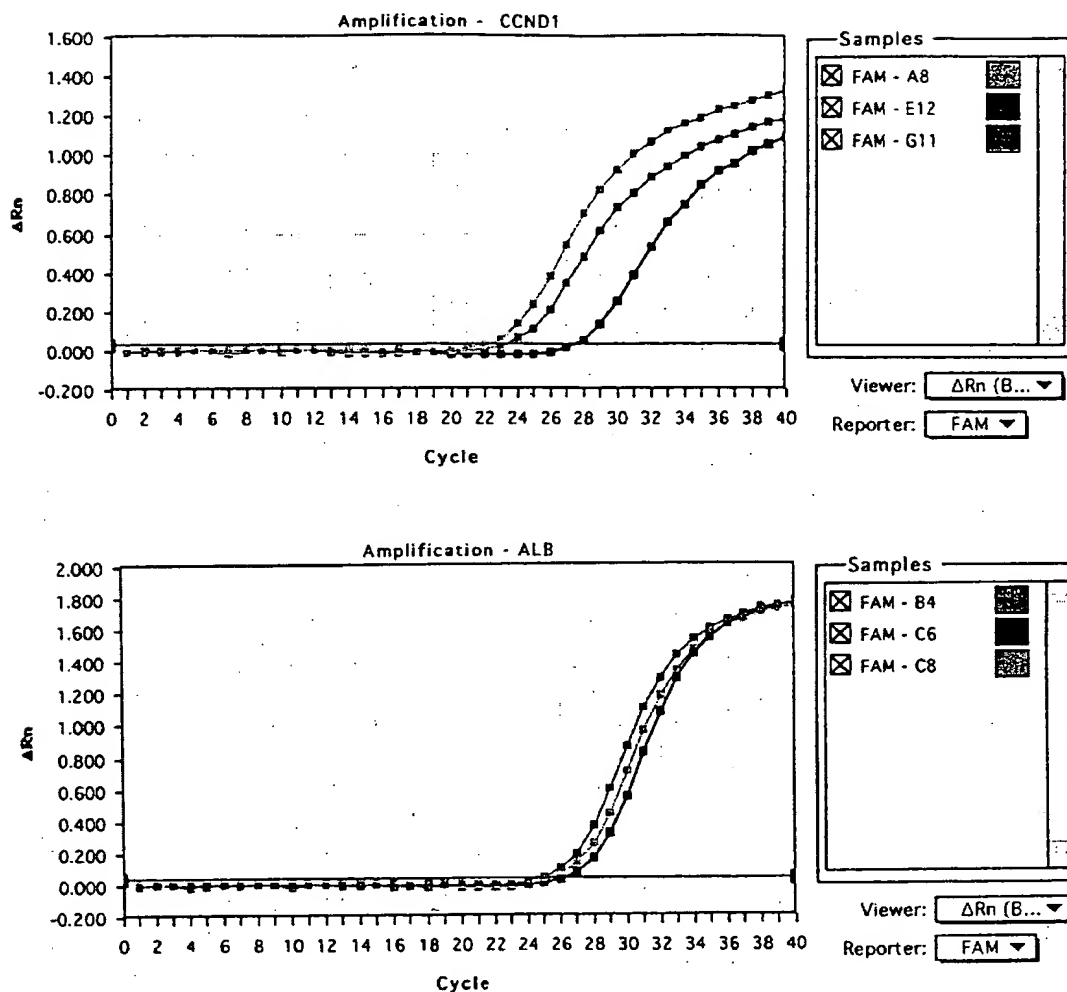 Amplification - CCND1
1.600
1.400
1.200
1.000
0.800
0.600
0.400
0.200
0.000
-0.200
ΔRn
0 2 4 6 8 10 12 14 16 18 20 22 24 26 28 30 32 34 36 38 40
Cycle
Samples
FAM - A8
FAM - E12
FAM - G11
Viewer: ΔRn (B...
Reporter: FAM
Amplification - ALB
2.000
1.800
1.600
1.400
1.200
1.000
0.800
0.600
0.400
0.200
0.000
-0.200
ΔRn
0 2 4 6 8 10 12 14 16 18 20 22 24 26 28 30 32 34 36 38 40
Cycle
Samples
FAM - B4
FAM - C6
FAM - C8
Viewer: ΔRn (B...
Reporter: FAM